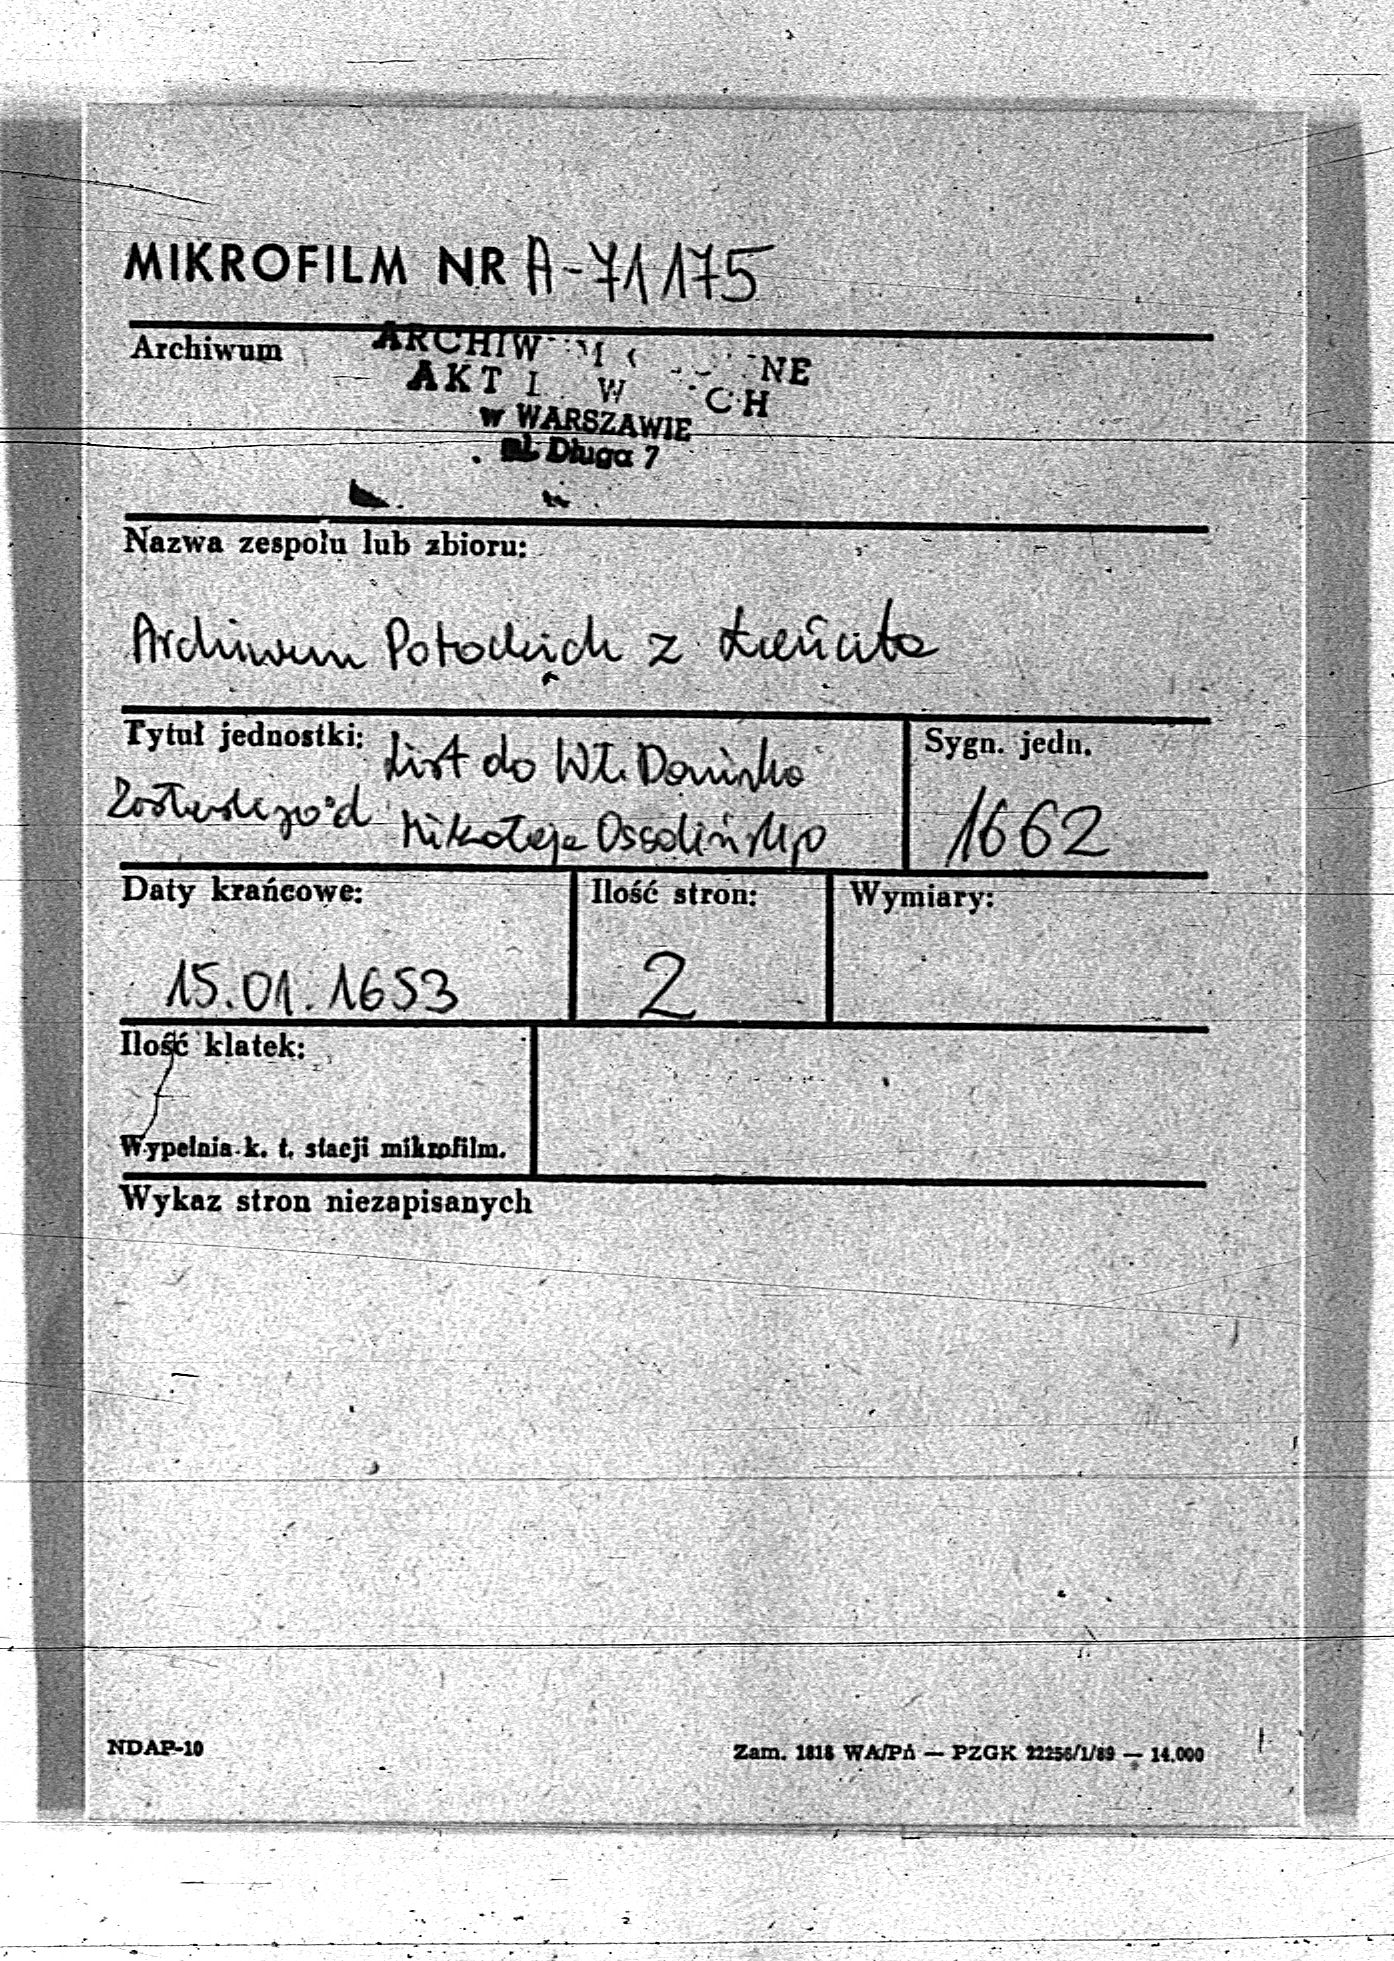 MIKROFILM NR A-71175
Archiwum
AKT
w WARSZAWIE
ul. Długa 7
Nazwa zespołu lub zbioru:
Archiwum Potockich z Łańcuta
Tytuł jednostki: List do Wł. Dominika
Zasławskiego od Mikołaja Ossolińskiego
Sygn. jedn.
1662
Daty krańcowe:
15.01.1653
Ilość stron:
2
Wymiary:
Ilość klatek:
Wypełnia k. t. stacji mikrofilm.
Wykaz stron niezapisanych
NDAP-10
Zam. 1818 WA/Pń — PZGK 22256/1/89 — 14.000